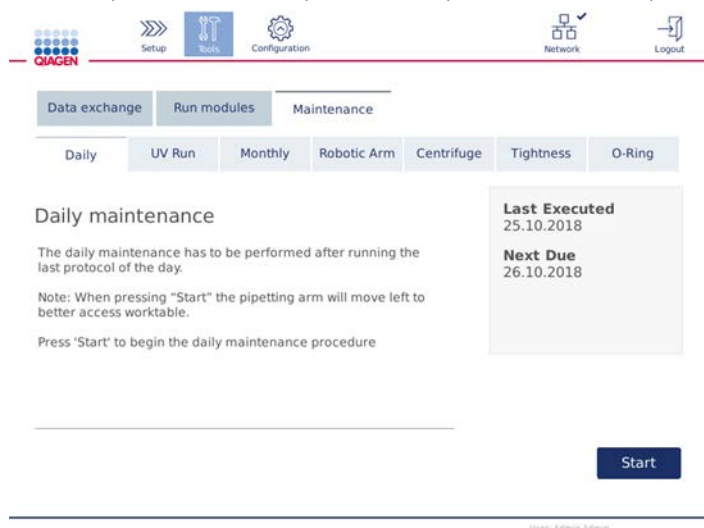 Setup
Tools
Configuration
Network
Logout
QIAGEN
Data exchange
Run modules
Maintenance
Daily
UV Run
Monthly
Robotic Arm
Centrifuge
Tightness
O-Ring
Daily maintenance
The daily maintenance has to be performed after running the
last protocol of the day.
Note: When pressing "Start" the pipetting arm will move left to
better access worktable.
Press 'Start' to begin the daily maintenance procedure
Last Executed
25.10.2018
Next Due
26.10.2018
Start
User: Admin Admin